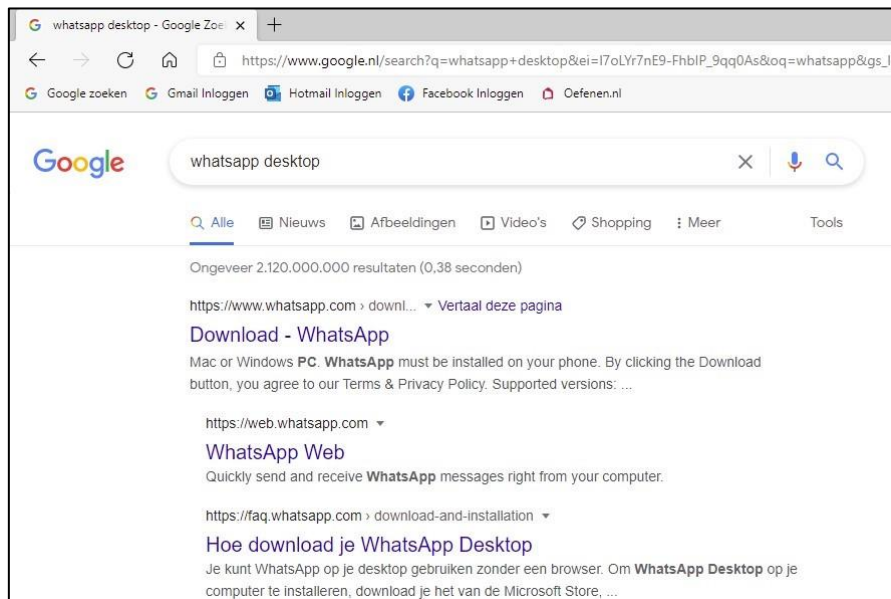 whatsapp desktop - Google Zoe
https://www.google.nl/search?q=whatsapp+desktop&ei=I7oLYr7nE9-FhbIP_9qq0As&oq=whatsapp&gs_l
Google zoeken Gmail Inloggen Hotmail Inloggen Facebook Inloggen Oefenen.nl
Google whatsapp desktop
Alle Nieuws Afbeeldingen Video's Shopping Meer Tools
Ongeveer 2.120.000.000 resultaten (0,38 seconden)
https://www.whatsapp.com › downl... Vertaal deze pagina
Download - WhatsApp
Mac or Windows PC. WhatsApp must be installed on your phone. By clicking the Download
button, you agree to our Terms & Privacy Policy. Supported versions: ...
https://web.whatsapp.com
WhatsApp Web
Quickly send and receive WhatsApp messages right from your computer.
https://faq.whatsapp.com › download-and-installation
Hoe download je WhatsApp Desktop
Je kunt WhatsApp op je desktop gebruiken zonder een browser. Om WhatsApp Desktop op je
computer te installeren, download je het van de Microsoft Store, ...